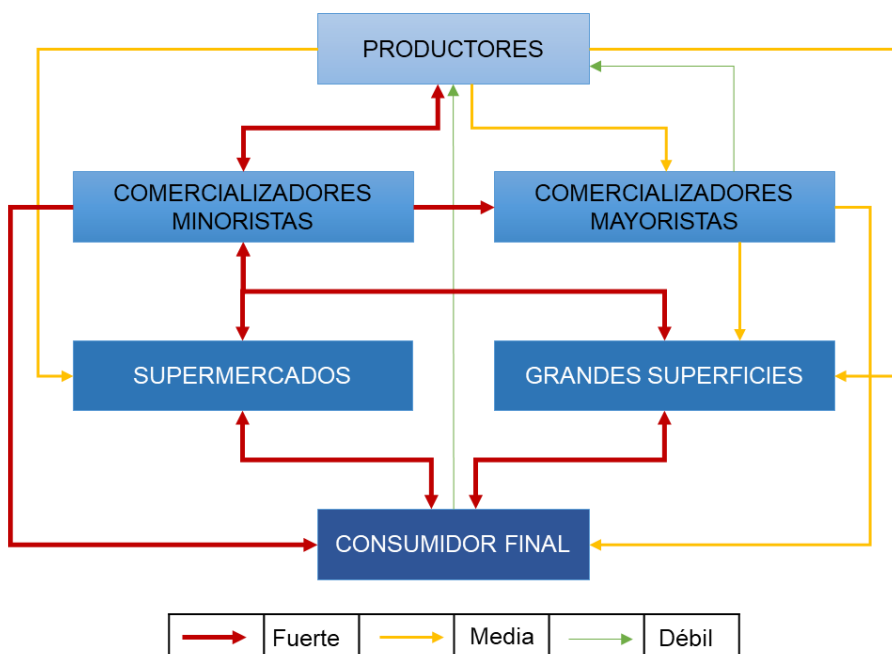 PRODUCTORES
COMERCIALIZADORES
MINORISTAS
COMERCIALIZADORES
MAYORISTAS
SUPERMERCADOS
GRANDES SUPERFICIES
CONSUMIDOR FINAL
Fuerte
Media
Débil